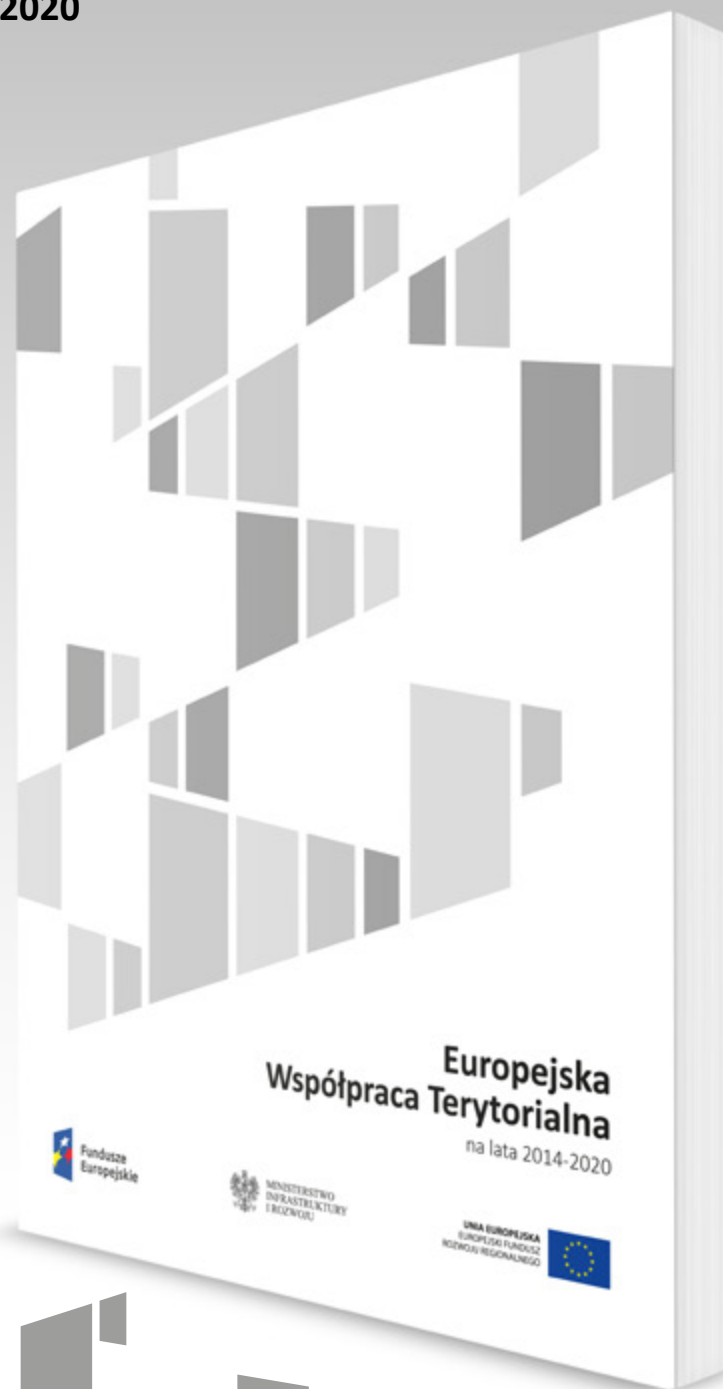 2020
Europejska
Współpraca Terytorialna
na lata 2014-2020
Fundusze
Europejskie
MINISTERSTWO
INFRASTRUKTURY
I ROZWOJU
UNIA EUROPEJSKA
EUROPEJSKI FUNDUSZ
ROZWOJU REGIONALNEGO